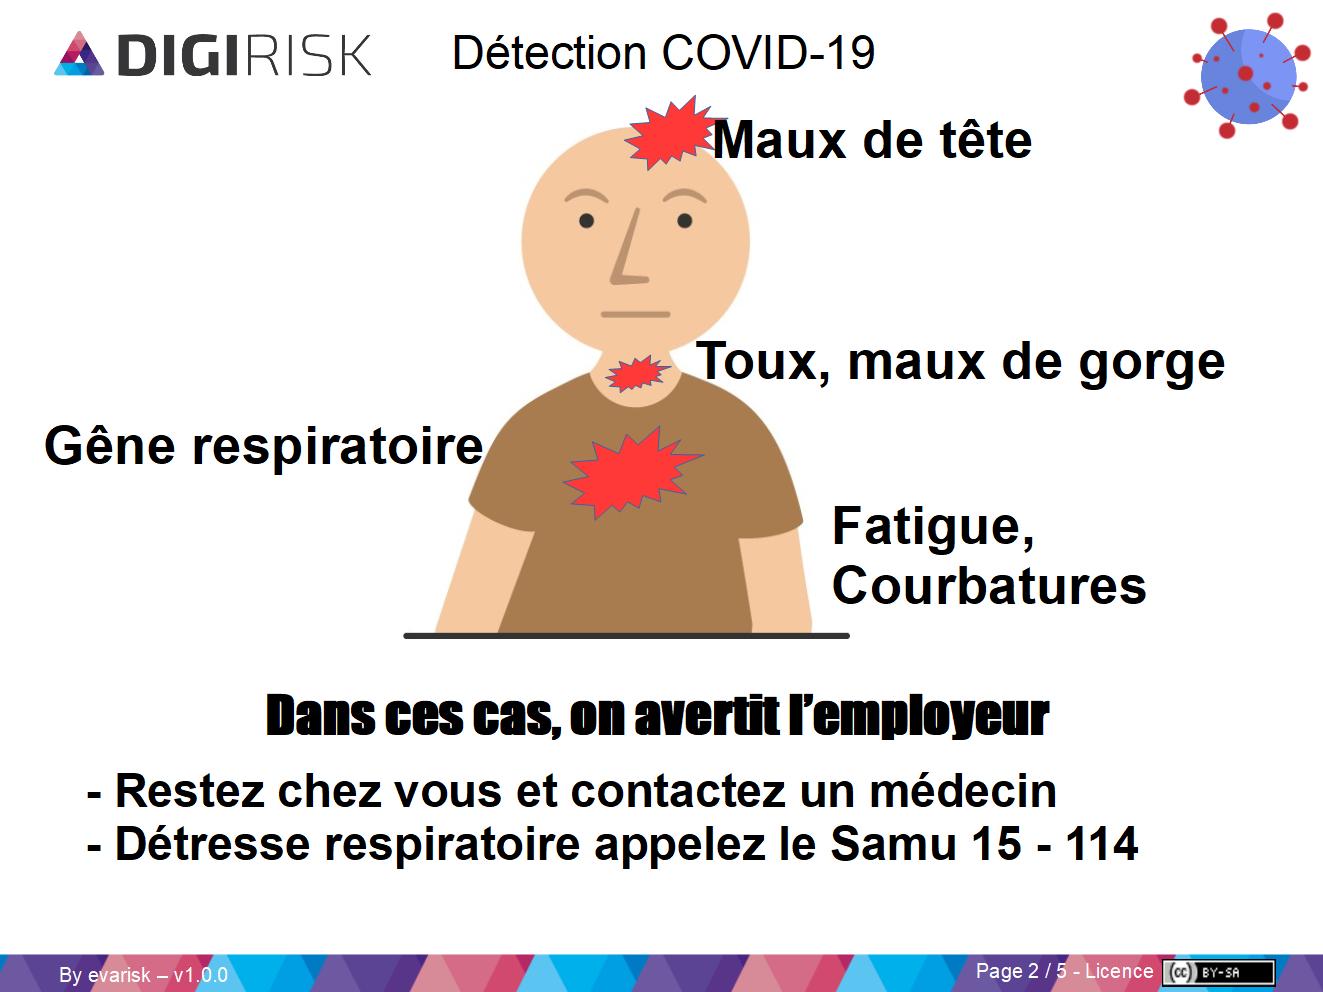 DIGIRISK
Détection COVID-19
Maux de tête
Toux, maux de gorge
Gêne respiratoire
Fatigue,
Courbatures
Dans ces cas, on avertit l’employeur
- Restez chez vous et contactez un médecin
- Détresse respiratoire appelez le Samu 15 - 114
By evarisk – v1.0.0
Page 2 / 5 - Licence
cc BY-SA